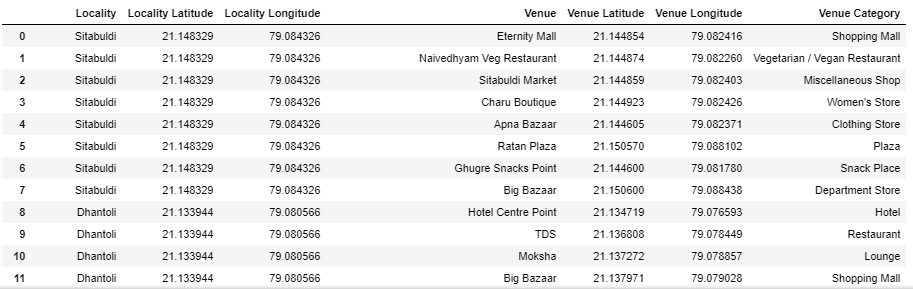 Locality Locality Latitude Locality Longitude Venue Venue Latitude Venue Longitude Venue Category
0 Sitabuldi 21.148329 79.084326 Eternity Mall 21.144854 79.082416 Shopping Mall
1 Sitabuldi 21.148329 79.084326 Naivedhyam Veg Restaurant 21.144874 79.082260 Vegetarian / Vegan Restaurant
2 Sitabuldi 21.148329 79.084326 Sitabuldi Market 21.144859 79.082403 Miscellaneous Shop
3 Sitabuldi 21.148329 79.084326 Charu Boutique 21.144923 79.082426 Women's Store
4 Sitabuldi 21.148329 79.084326 Apna Bazaar 21.144605 79.082371 Clothing Store
5 Sitabuldi 21.148329 79.084326 Ratan Plaza 21.150570 79.088102 Plaza
6 Sitabuldi 21.148329 79.084326 Ghugre Snacks Point 21.144600 79.081780 Snack Place
7 Sitabuldi 21.148329 79.084326 Big Bazaar 21.150600 79.088438 Department Store
8 Dhantoli 21.133944 79.080566 Hotel Centre Point 21.134719 79.076593 Hotel
9 Dhantoli 21.133944 79.080566 TDS 21.136808 79.078449 Restaurant
10 Dhantoli 21.133944 79.080566 Moksha 21.137272 79.078857 Lounge
11 Dhantoli 21.133944 79.080566 Big Bazaar 21.137971 79.079028 Shopping Mall